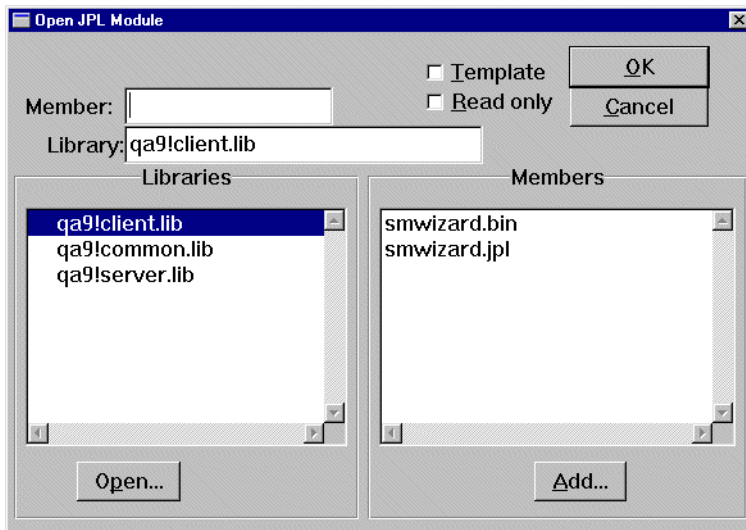 Open JPL Module
Template
OK
Member:
Read only
Cancel
Library: qa9!client.lib
Libraries
Members
qa9!client.lib
qa9!common.lib
qa9!server.lib
smwizard.bin
smwizard.jpl
Open...
Add...